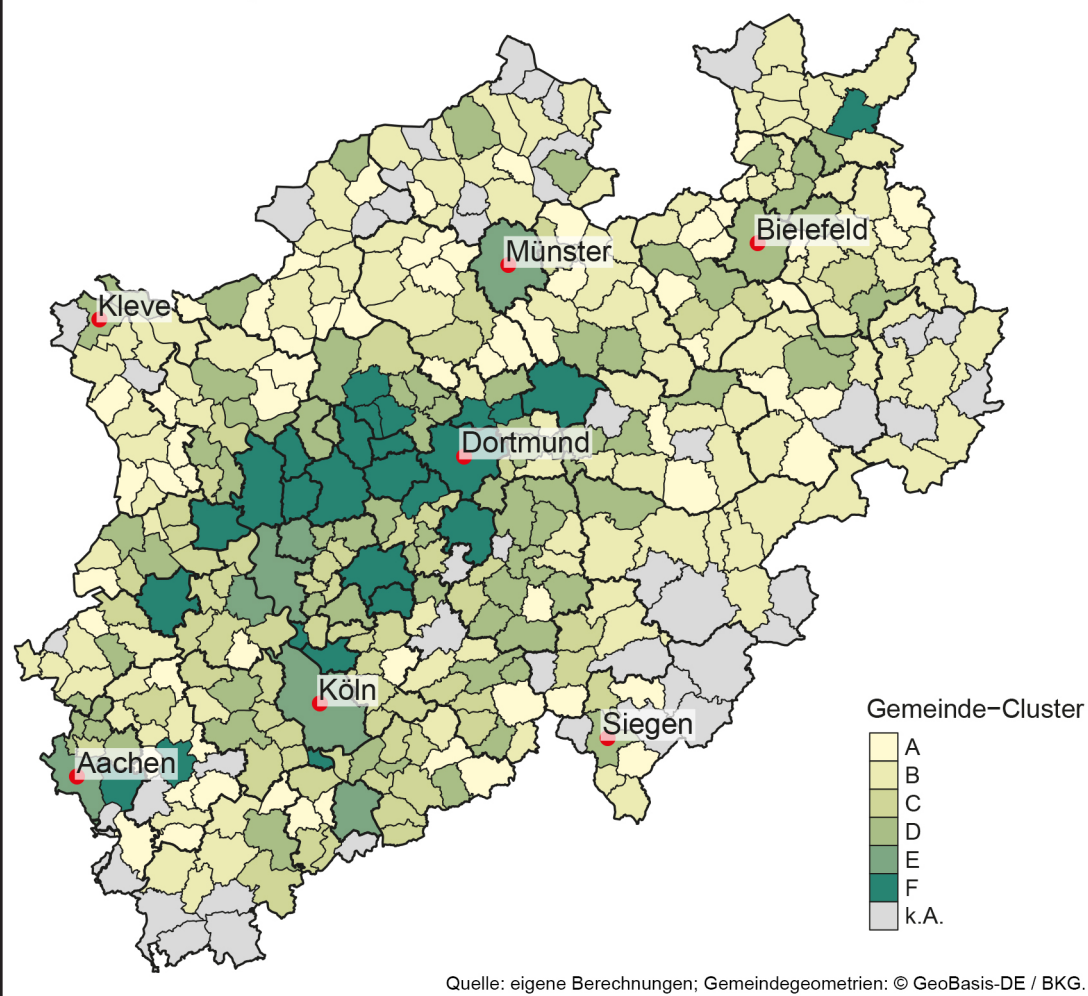 Bielefeld
Münster
Kleve
Dortmund
Köln
Siegen
Aachen
Gemeinde−Cluster
A
B
C
D
E
F
k.A.
Quelle: eigene Berechnungen; Gemeindegeometrien: © GeoBasis-DE / BKG.